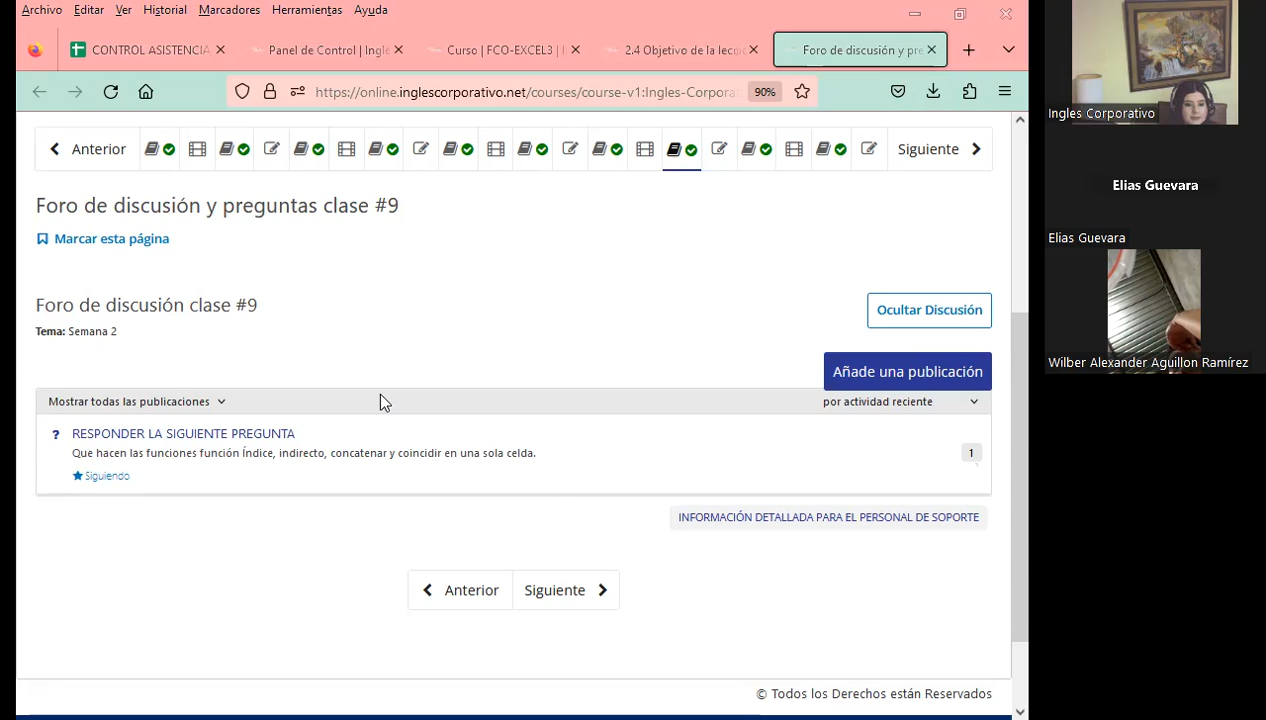 Archivo Editar Ver Historial Marcadores Herramientas Ayuda
CONTROL ASISTENCIA
Panel de Control | Ingle
Curso | FCO-EXCEL3 | I
2.4 Objetivo de la lecc
Foro de discusión y pre
https://online.inglescorporativo.net/courses/course-v1:Ingles-Corpora
90%
Anterior
Siguiente
Foro de discusión y preguntas clase #9
Marcar esta página
Foro de discusión clase #9
Ocultar Discusión
Tema: Semana 2
Añade una publicación
Mostrar todas las publicaciones
por actividad reciente
? RESPONDER LA SIGUIENTE PREGUNTA
Que hacen las funciones función Índice, indirecto, concatenar y coincidir en una sola celda.
1
Siguiendo
INFORMACIÓN DETALLADA PARA EL PERSONAL DE SOPORTE
Anterior Siguiente
© Todos los Derechos están Reservados
Ingles Corporativo
Elias Guevara
Elias Guevara
Wilber Alexander Aguillon Ramírez